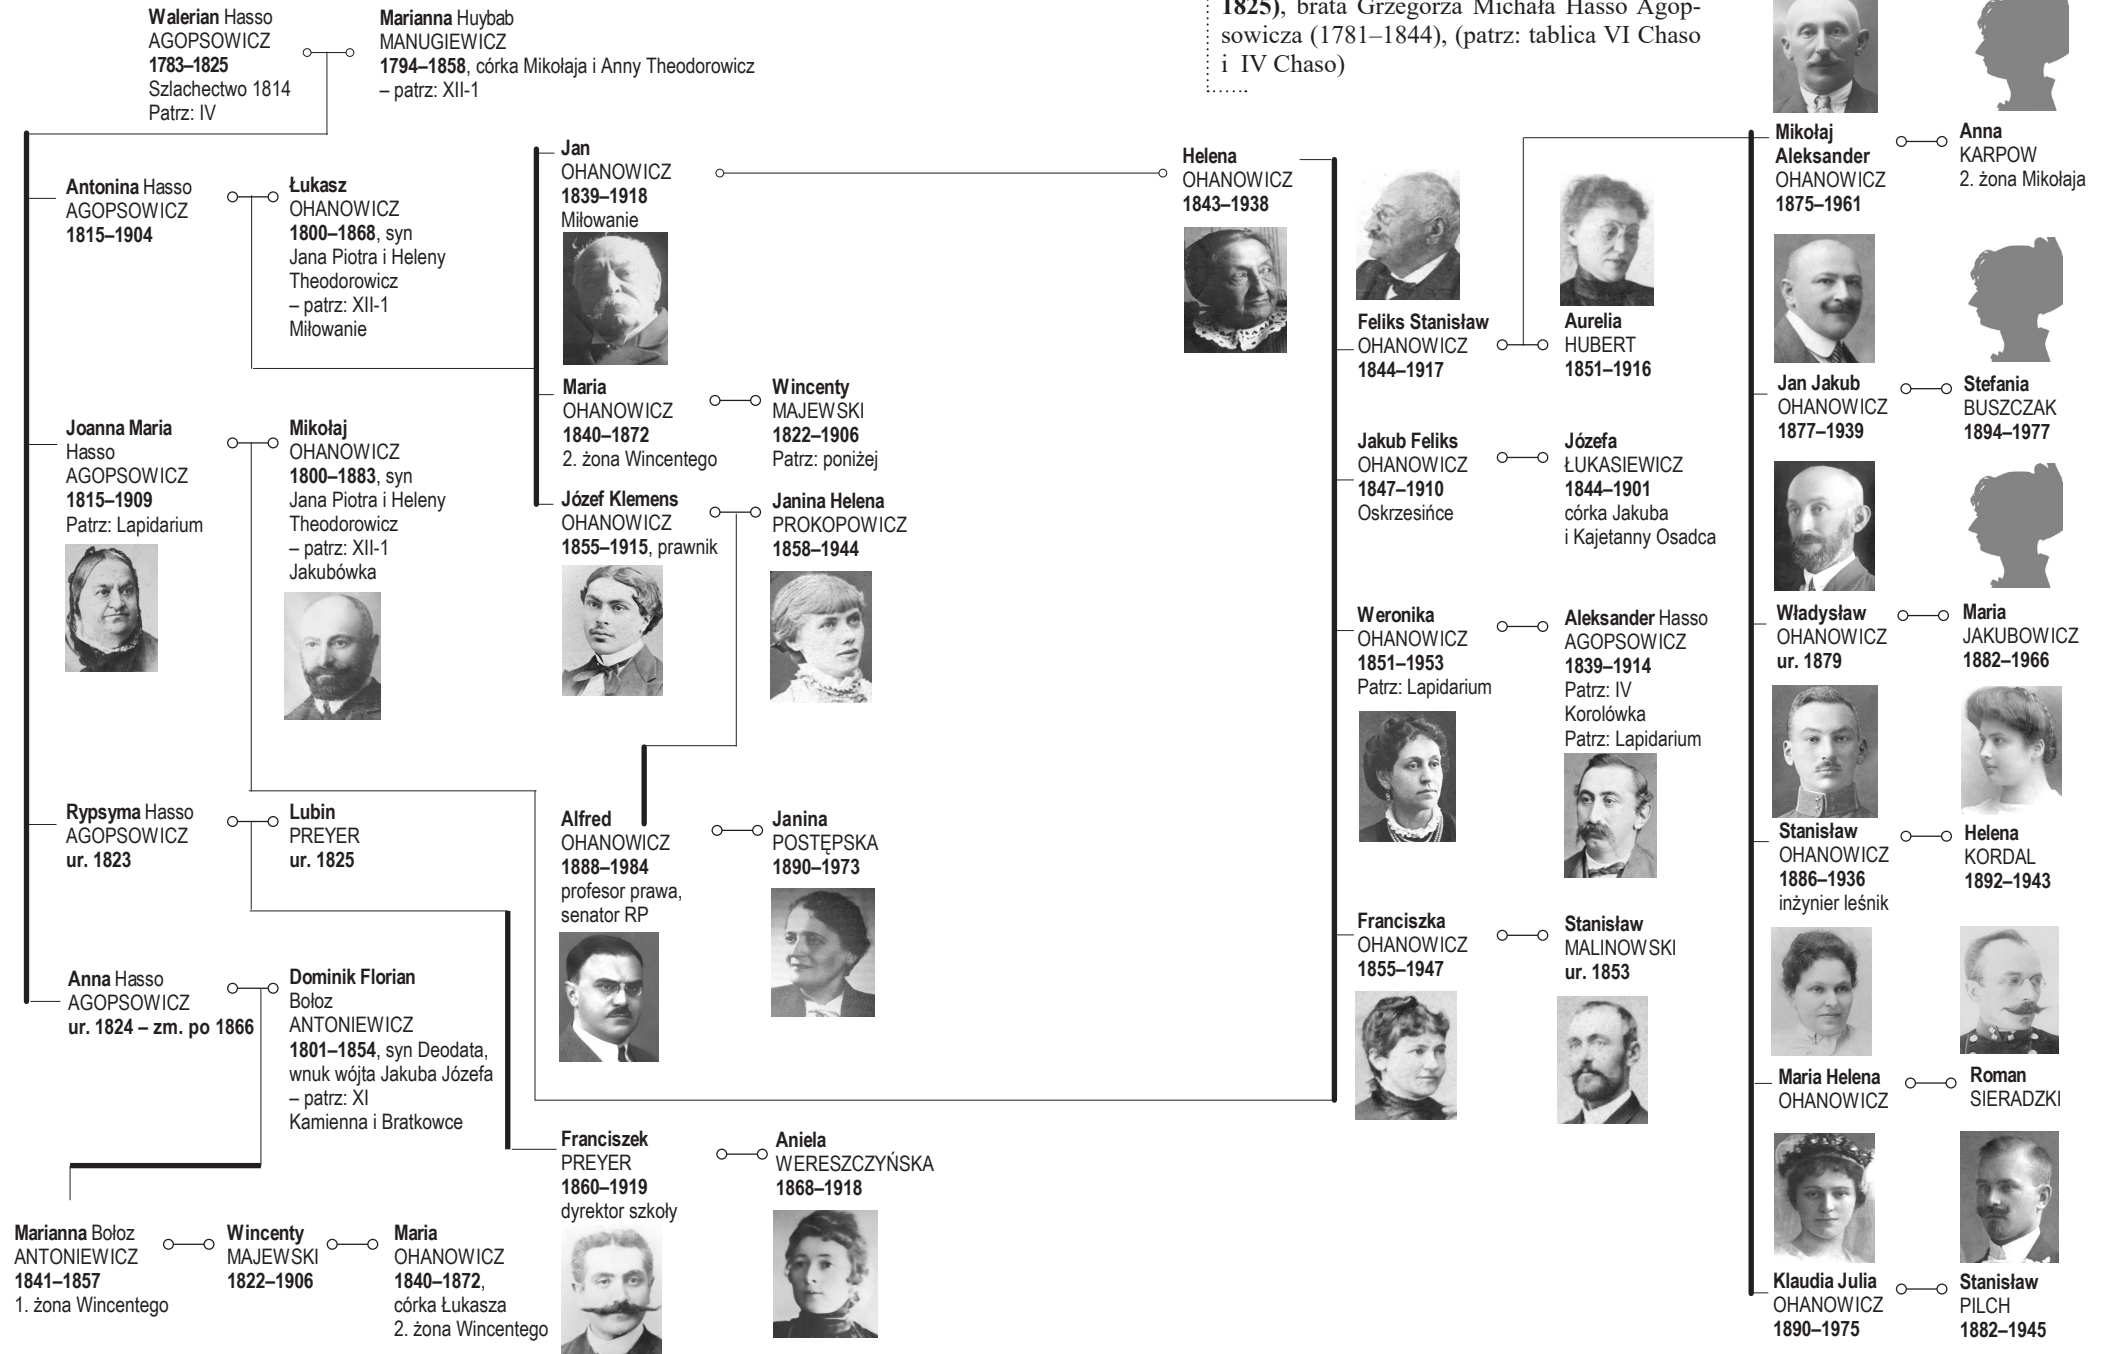 Walerian Hasso
AGOPSOWICZ
1783–1825
Szlachectwo 1814
Patrz: IV
Marianna Huybab
MANUGIEWICZ
1794–1858, córka Mikołaja i Anny Theodorowicz
– patrz: XII-1
1825), brata Grzegorza Michała Hasso Agop-
sowicza (1781–1844), (patrz: tablica VI Chaso
i IV Chaso)
Antonina Hasso
AGOPSOWICZ
1815–1904
Łukasz
OHANOWICZ
1800–1868, syn
Jana Piotra i Heleny
Theodorowicz
– patrz: XII-1
Miłowanie
Joanna Maria
Hasso
AGOPSOWICZ
1815–1909
Patrz: Lapidarium
Mikołaj
OHANOWICZ
1800–1883, syn
Jana Piotra i Heleny
Theodorowicz
– patrz: XII-1
Jakubówka
Rypsyma Hasso
AGOPSOWICZ
ur. 1823
Lubin
PREYER
ur. 1825
Anna Hasso
AGOPSOWICZ
ur. 1824 – zm. po 1866
Dominik Florian
Bołoz
ANTONIEWICZ
1801–1854, syn Deodata,
wnuk wójta Jakuba Józefa
– patrz: XI
Kamienna i Bratkowce
Marianna Bołoz
ANTONIEWICZ
1841–1857
1. żona Wincentego
Wincenty
MAJEWSKI
1822–1906
Maria
OHANOWICZ
1840–1872,
córka Łukasza
2. żona Wincentego
Jan
OHANOWICZ
1839–1918
Miłowanie
Maria
OHANOWICZ
1840–1872
2. żona Wincentego
Wincenty
MAJEWSKI
1822–1906
Patrz: poniżej
Józef Klemens
OHANOWICZ
1855–1915, prawnik
Janina Helena
PROKOPOWICZ
1858–1944
Alfred
OHANOWICZ
1888–1984
profesor prawa,
senator RP
Janina
POSTĘPSKA
1890–1973
Franciszek
PREYER
1860–1919
dyrektor szkoły
Aniela
WERESZCZYŃSKA
1868–1918
Helena
OHANOWICZ
1843–1938
Feliks Stanisław
OHANOWICZ
1844–1917
Aurelia
HUBERT
1851–1916
Jakub Feliks
OHANOWICZ
1847–1910
Oskrzesińce
Józefa
ŁUKASIEWICZ
1844–1901
córka Jakuba
i Kajetanny Osadca
Weronika
OHANOWICZ
1851–1953
Patrz: Lapidarium
Aleksander Hasso
AGOPSOWICZ
1839–1914
Patrz: IV
Korolówka
Patrz: Lapidarium
Franciszka
OHANOWICZ
1855–1947
Stanisław
MALINOWSKI
ur. 1853
Mikołaj
Aleksander
OHANOWICZ
1875–1961
Anna
KARPOW
2. żona Mikołaja
Jan Jakub
OHANOWICZ
1877–1939
Stefania
BUSZCZAK
1894–1977
Władysław
OHANOWICZ
ur. 1879
Maria
JAKUBOWICZ
1882–1966
Stanisław
OHANOWICZ
1886–1936
inżynier leśnik
Helena
KORDAL
1892–1943
Maria Helena
OHANOWICZ
Roman
SIERADZKI
Klaudia Julia
OHANOWICZ
1890–1975
Stanisław
PILCH
1882–1945